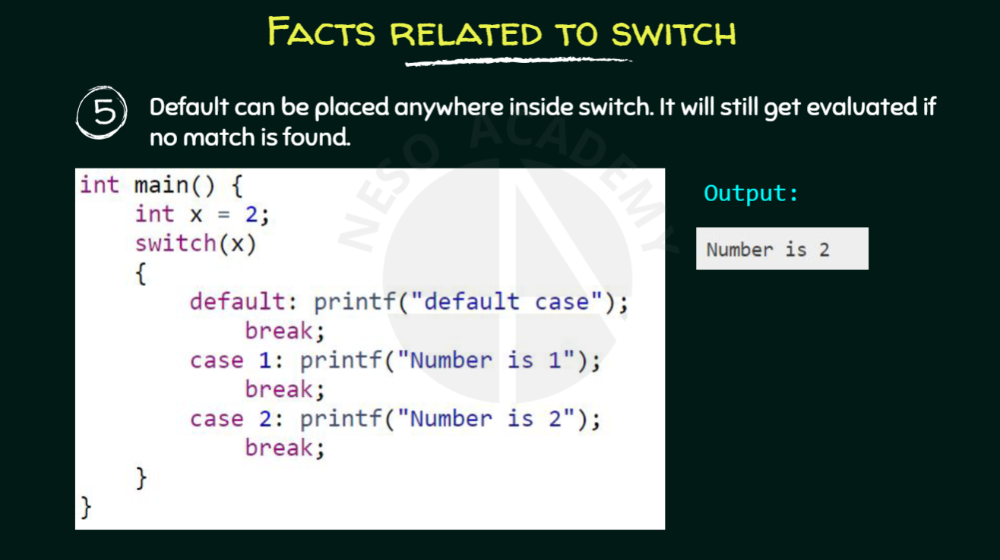 FACTS RELATED TO SWITCH
5
Default can be placed anywhere inside switch. It will still get evaluated if
no match is found.
NESO ACADEMY
int main() {
    int x = 2;
    switch(x)
    {
        default: printf("default case");
            break;
        case 1: printf("Number is 1");
            break;
        case 2: printf("Number is 2");
            break;
    }
}
Output:
Number is 2